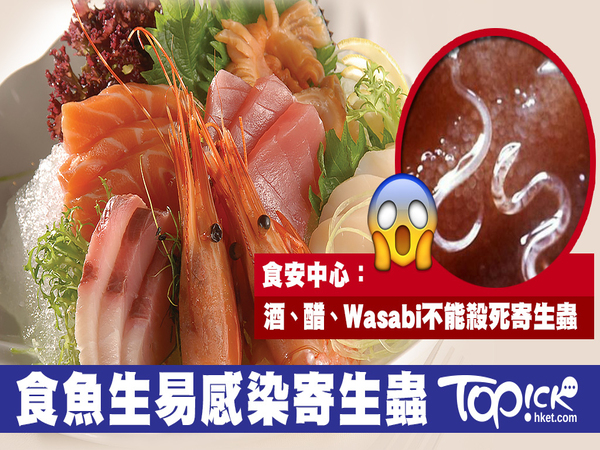 食安中心：
酒、醋、Wasabi不能殺死寄生蟲
食魚生易感染寄生蟲
TOPick
hket.com